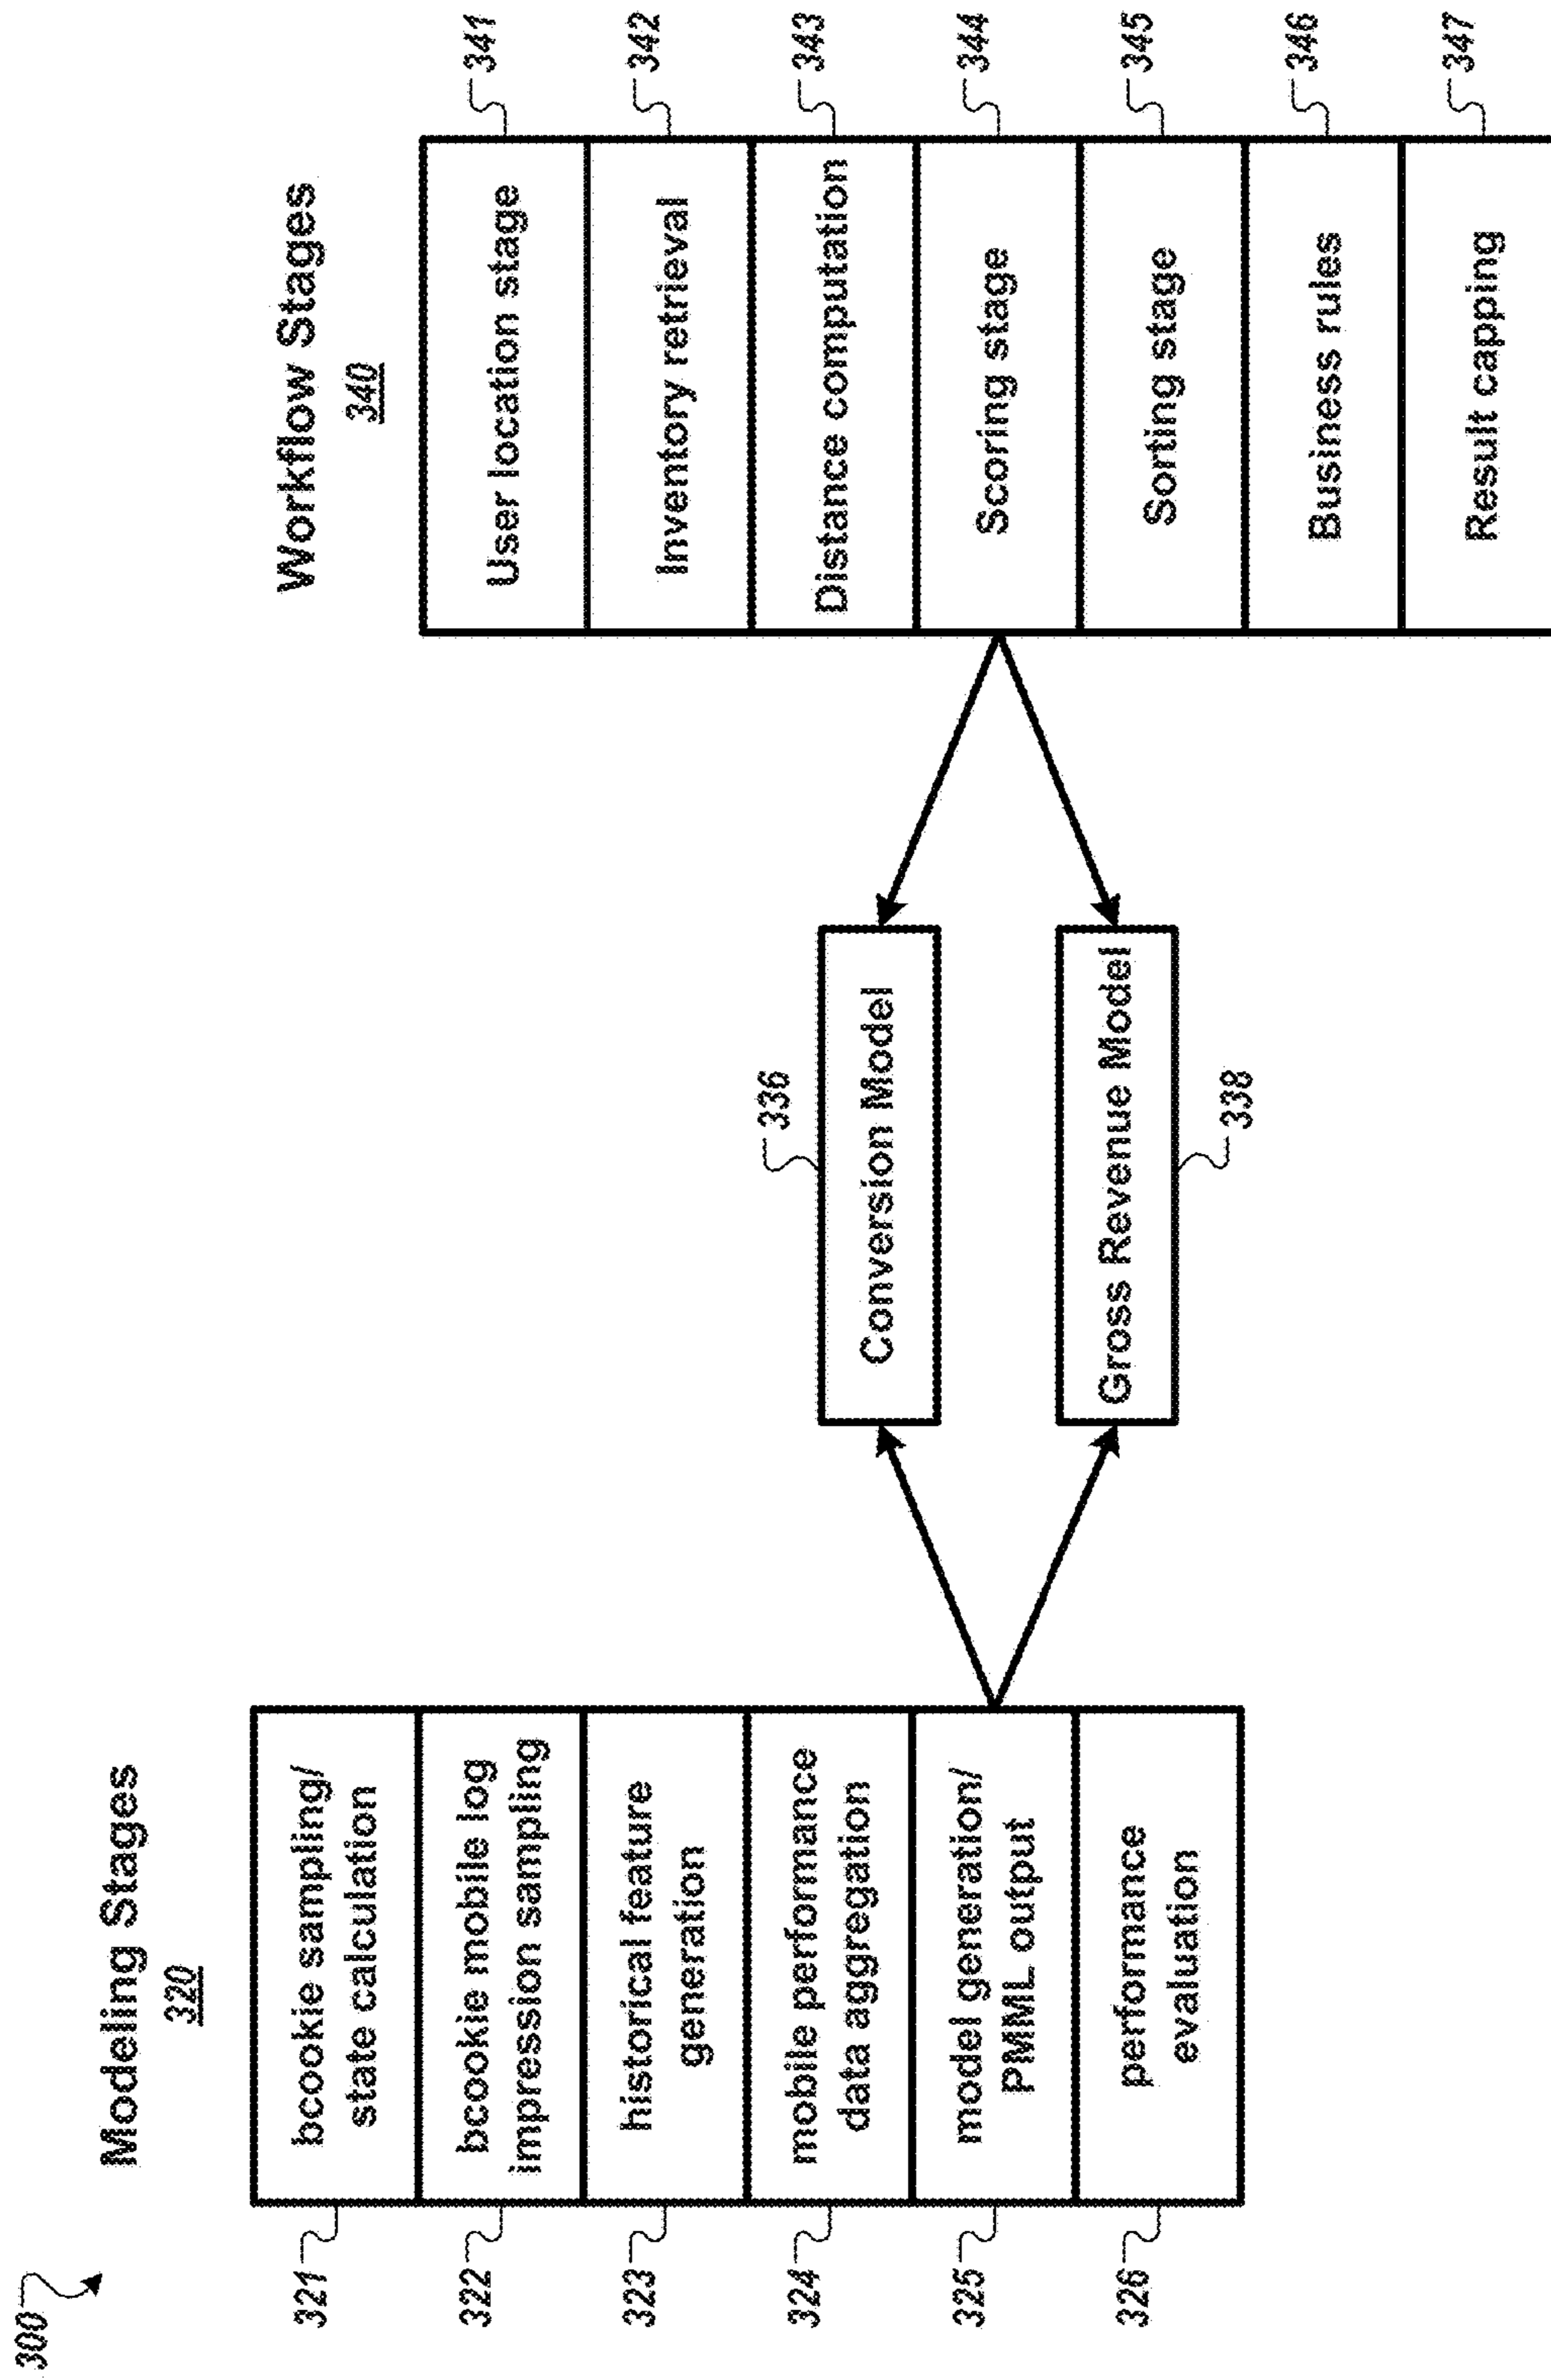 300
Modeling Stages
320
321
bcookie sampling/
state calculation
322
bcookie mobile log
impression sampling
323
historical feature
generation
324
mobile performance
data aggregation
325
model generation/
PMML output
326
performance
evaluation
336
Conversion Model
Gross Revenue Model
338
Workflow Stages
340
User location stage
341
Inventory retrieval
342
Distance computation
343
Scoring stage
344
Sorting stage
345
Business rules
346
Result capping
347